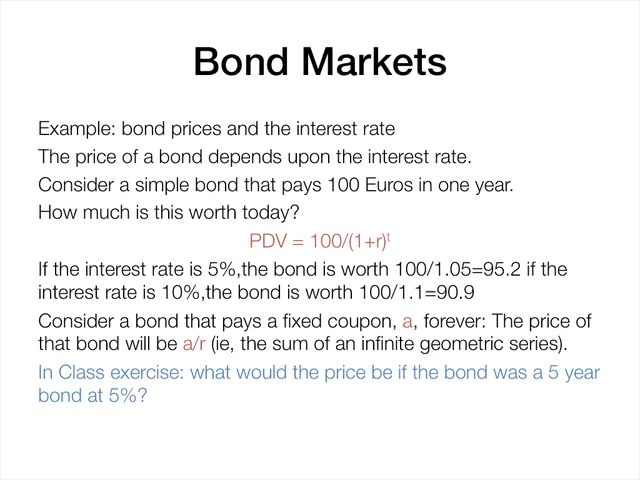 Bond Markets
Example: bond prices and the interest rate
The price of a bond depends upon the interest rate.
Consider a simple bond that pays 100 Euros in one year.
How much is this worth today?
PDV = 100/(1+r)ᵗ
If the interest rate is 5%,the bond is worth 100/1.05=95.2 if the
interest rate is 10%,the bond is worth 100/1.1=90.9
Consider a bond that pays a fixed coupon, a, forever: The price of
that bond will be a/r (ie, the sum of an infinite geometric series).
In Class exercise: what would the price be if the bond was a 5 year
bond at 5%?